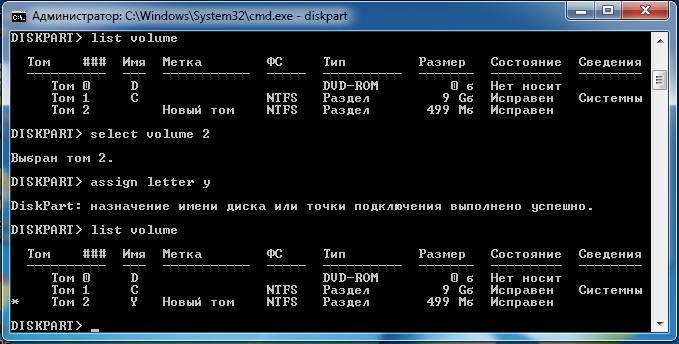 Администратор: C:\Windows\System32\cmd.exe - diskpart
DISKPART> list volume
Том ### Имя Метка ФС Тип Размер Состояние Сведения
Том 0 D DVD-ROM 0 б Нет носит
Том 1 C NTFS Раздел 9 Gб Исправен Системны
Том 2 Новый том NTFS Раздел 499 Мб Исправен
DISKPART> select volume 2
Выбран том 2.
DISKPART> assign letter y
DiskPart: назначение имени диска или точки подключения выполнено успешно.
DISKPART> list volume
Том ### Имя Метка ФС Тип Размер Состояние Сведения
Том 0 D DVD-ROM 0 б Нет носит
Том 1 C NTFS Раздел 9 Gб Исправен Системны
* Том 2 Y Новый том NTFS Раздел 499 Мб Исправен
DISKPART>